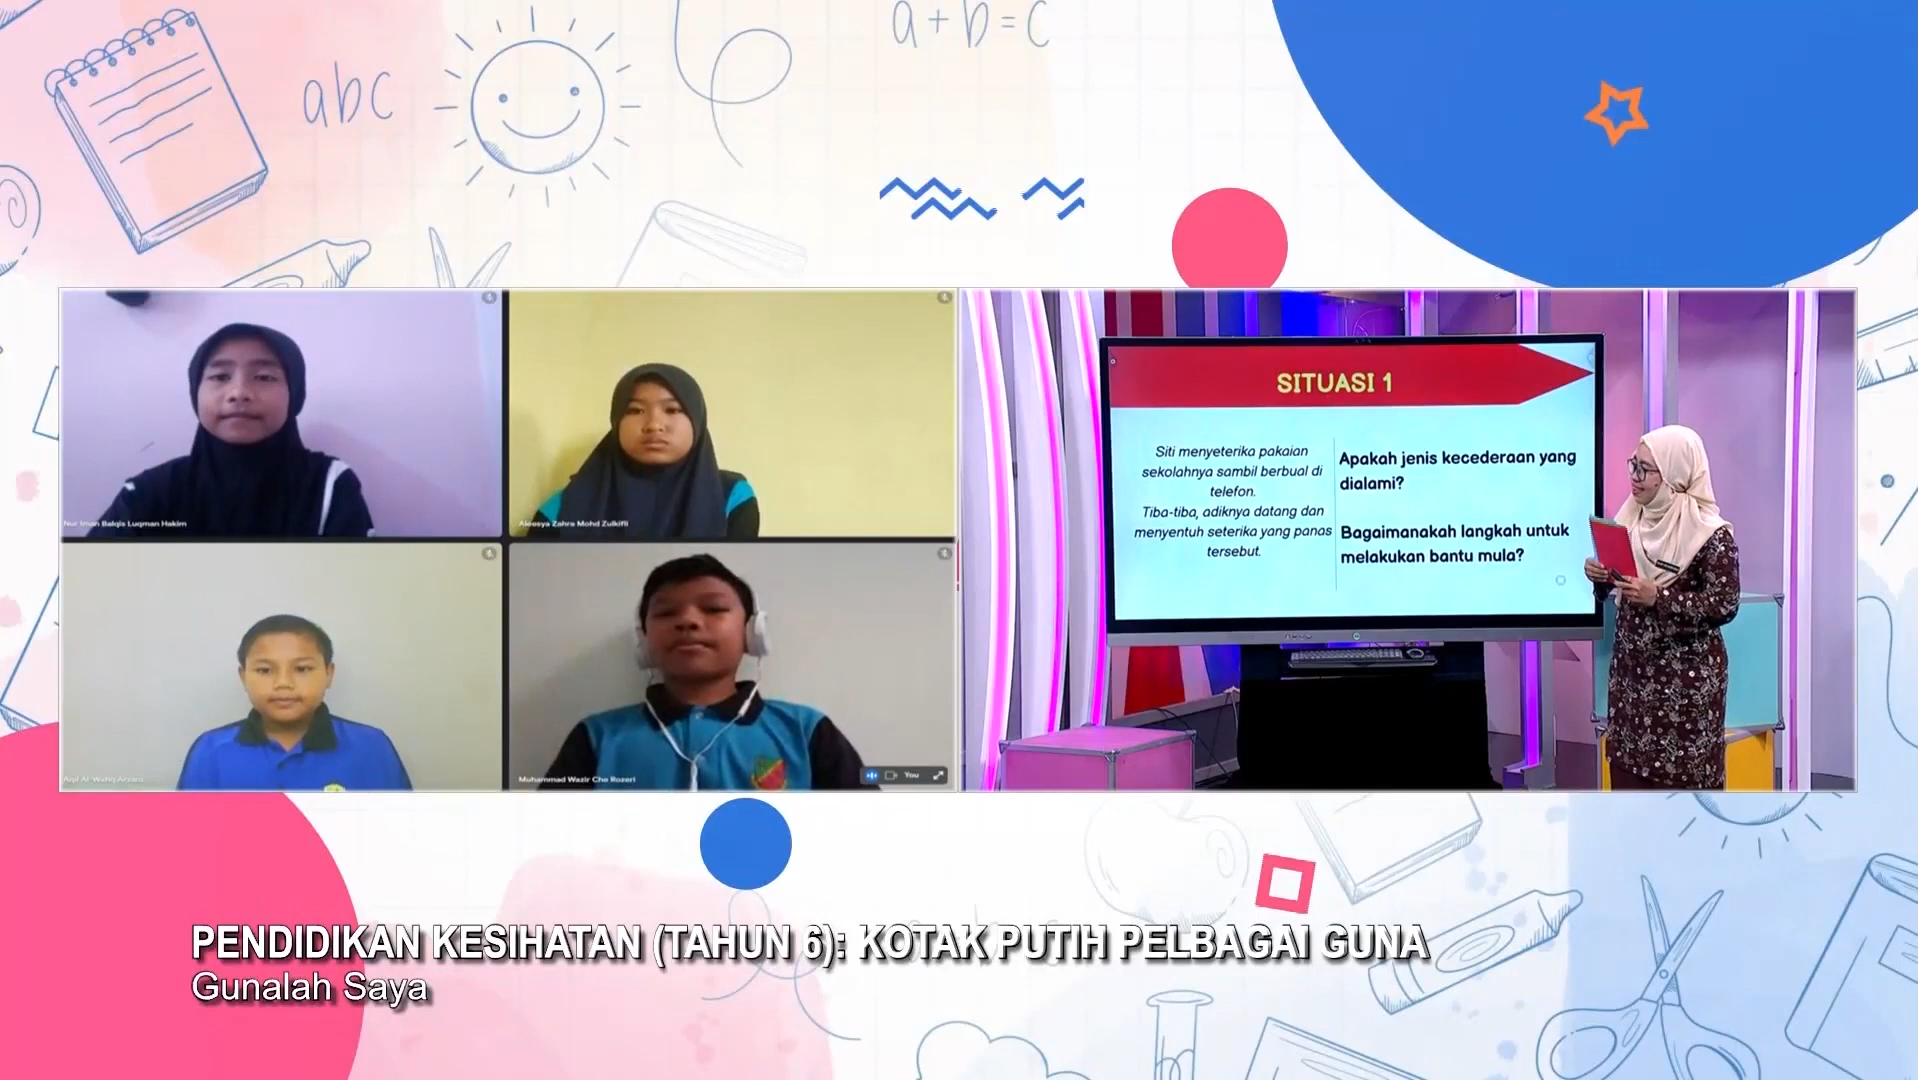 abc
a+b=c
Nur Iman Balqis Luqman Hakim
Aleesya Zahra Mohd Zulkifli
Muhammad Wazir Che Rozeri
You
SITUASI 1
Siti menyeterika pakaian
sekolahnya sambil berbual di
telefon.
Tiba-tiba, adiknya datang dan
menyentuh seterika yang panas
tersebut.
Apakah jenis kecederaan yang
dialami?
Bagaimanakah langkah untuk
melakukan bantu mula?
PENDIDIKAN KESIHATAN (TAHUN 6): KOTAK PUTIH PELBAGAI GUNA
Gunalah Saya